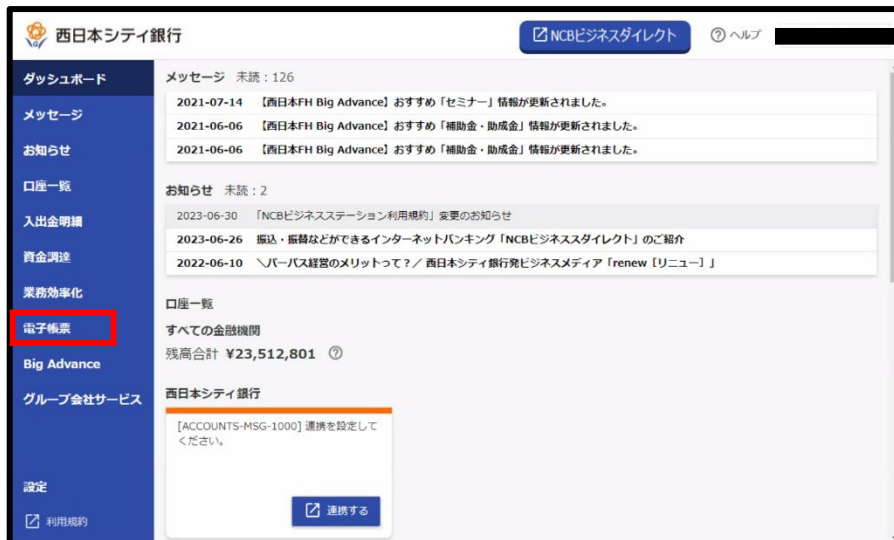 西日本シティ銀行
NCBビジネスダイレクト
ヘルプ
ダッシュボード
メッセージ
お知らせ
口座一覧
入出金明細
資金調達
業務効率化
電子帳票
Big Advance
グループ会社サービス
設定
利用規約
メッセージ 未読：126
2021-07-14 【西日本FH Big Advance】おすすめ「セミナー」情報が更新されました。
2021-06-06 【西日本FH Big Advance】おすすめ「補助金・助成金」情報が更新されました。
2021-06-06 【西日本FH Big Advance】おすすめ「補助金・助成金」情報が更新されました。
お知らせ 未読：2
2023-06-30 「NCBビジネスステーション利用規約」変更のお知らせ
2023-06-26 振込・振替などができるインターネットバンキング「NCBビジネススダイレクト」のご紹介
2022-06-10 ＼パーパス経営のメリットって？／ 西日本シティ銀行発ビジネスメディア「renew［リニュー］」
口座一覧
すべての金融機関
残高合計 ¥23,512,801
西日本シティ銀行
[ACCOUNTS-MSG-1000] 連携を設定して
ください。
連携する